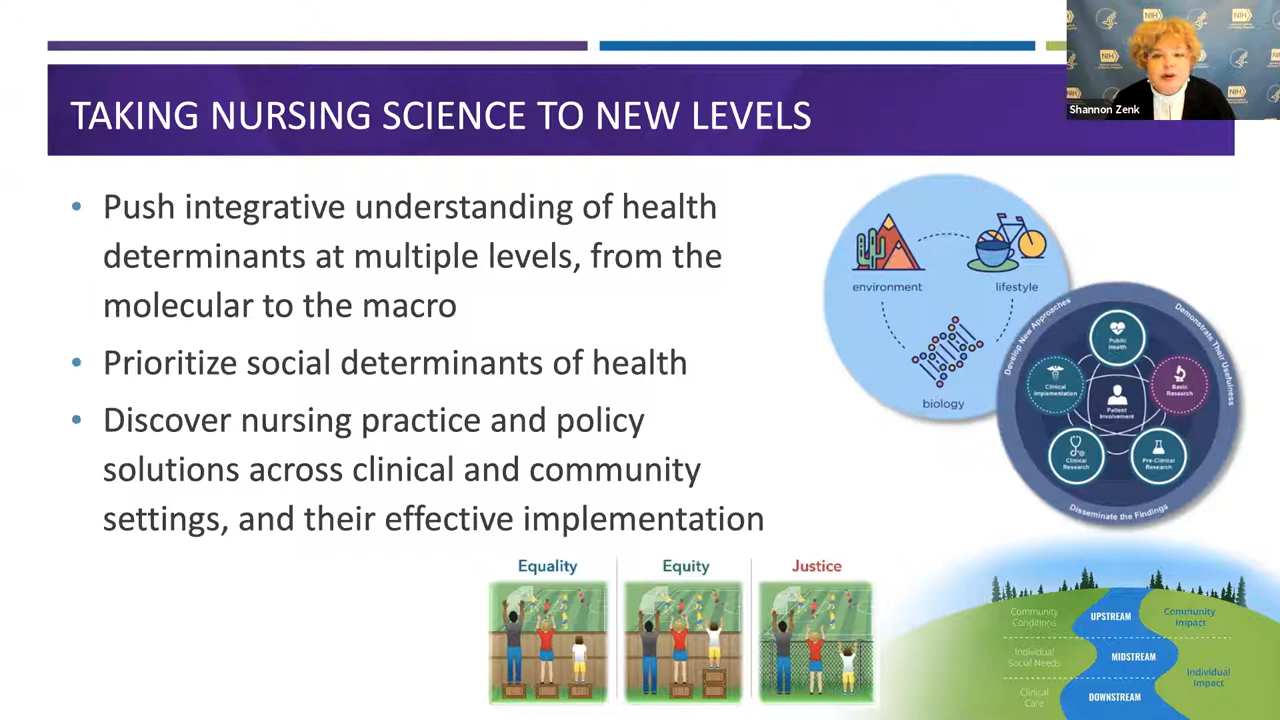 TAKING NURSING SCIENCE TO NEW LEVELS
NIH
Shannon Zenk
• Push integrative understanding of health
determinants at multiple levels, from the
molecular to the macro
• Prioritize social determinants of health
• Discover nursing practice and policy
solutions across clinical and community
settings, and their effective implementation
environment
lifestyle
biology
Develop New Approaches
Demonstrate Their Usefulness
Disseminate the Findings
Public
Health
Clinical
Implementation
Basic
Research
Patient
Involvement
Clinical
Research
Pre-Clinical
Research
Equality
Equity
Justice
Community
Conditions
UPSTREAM
Community
Impact
Individual
Social Needs
MIDSTREAM
Individual
Impact
Clinical
Care
DOWNSTREAM